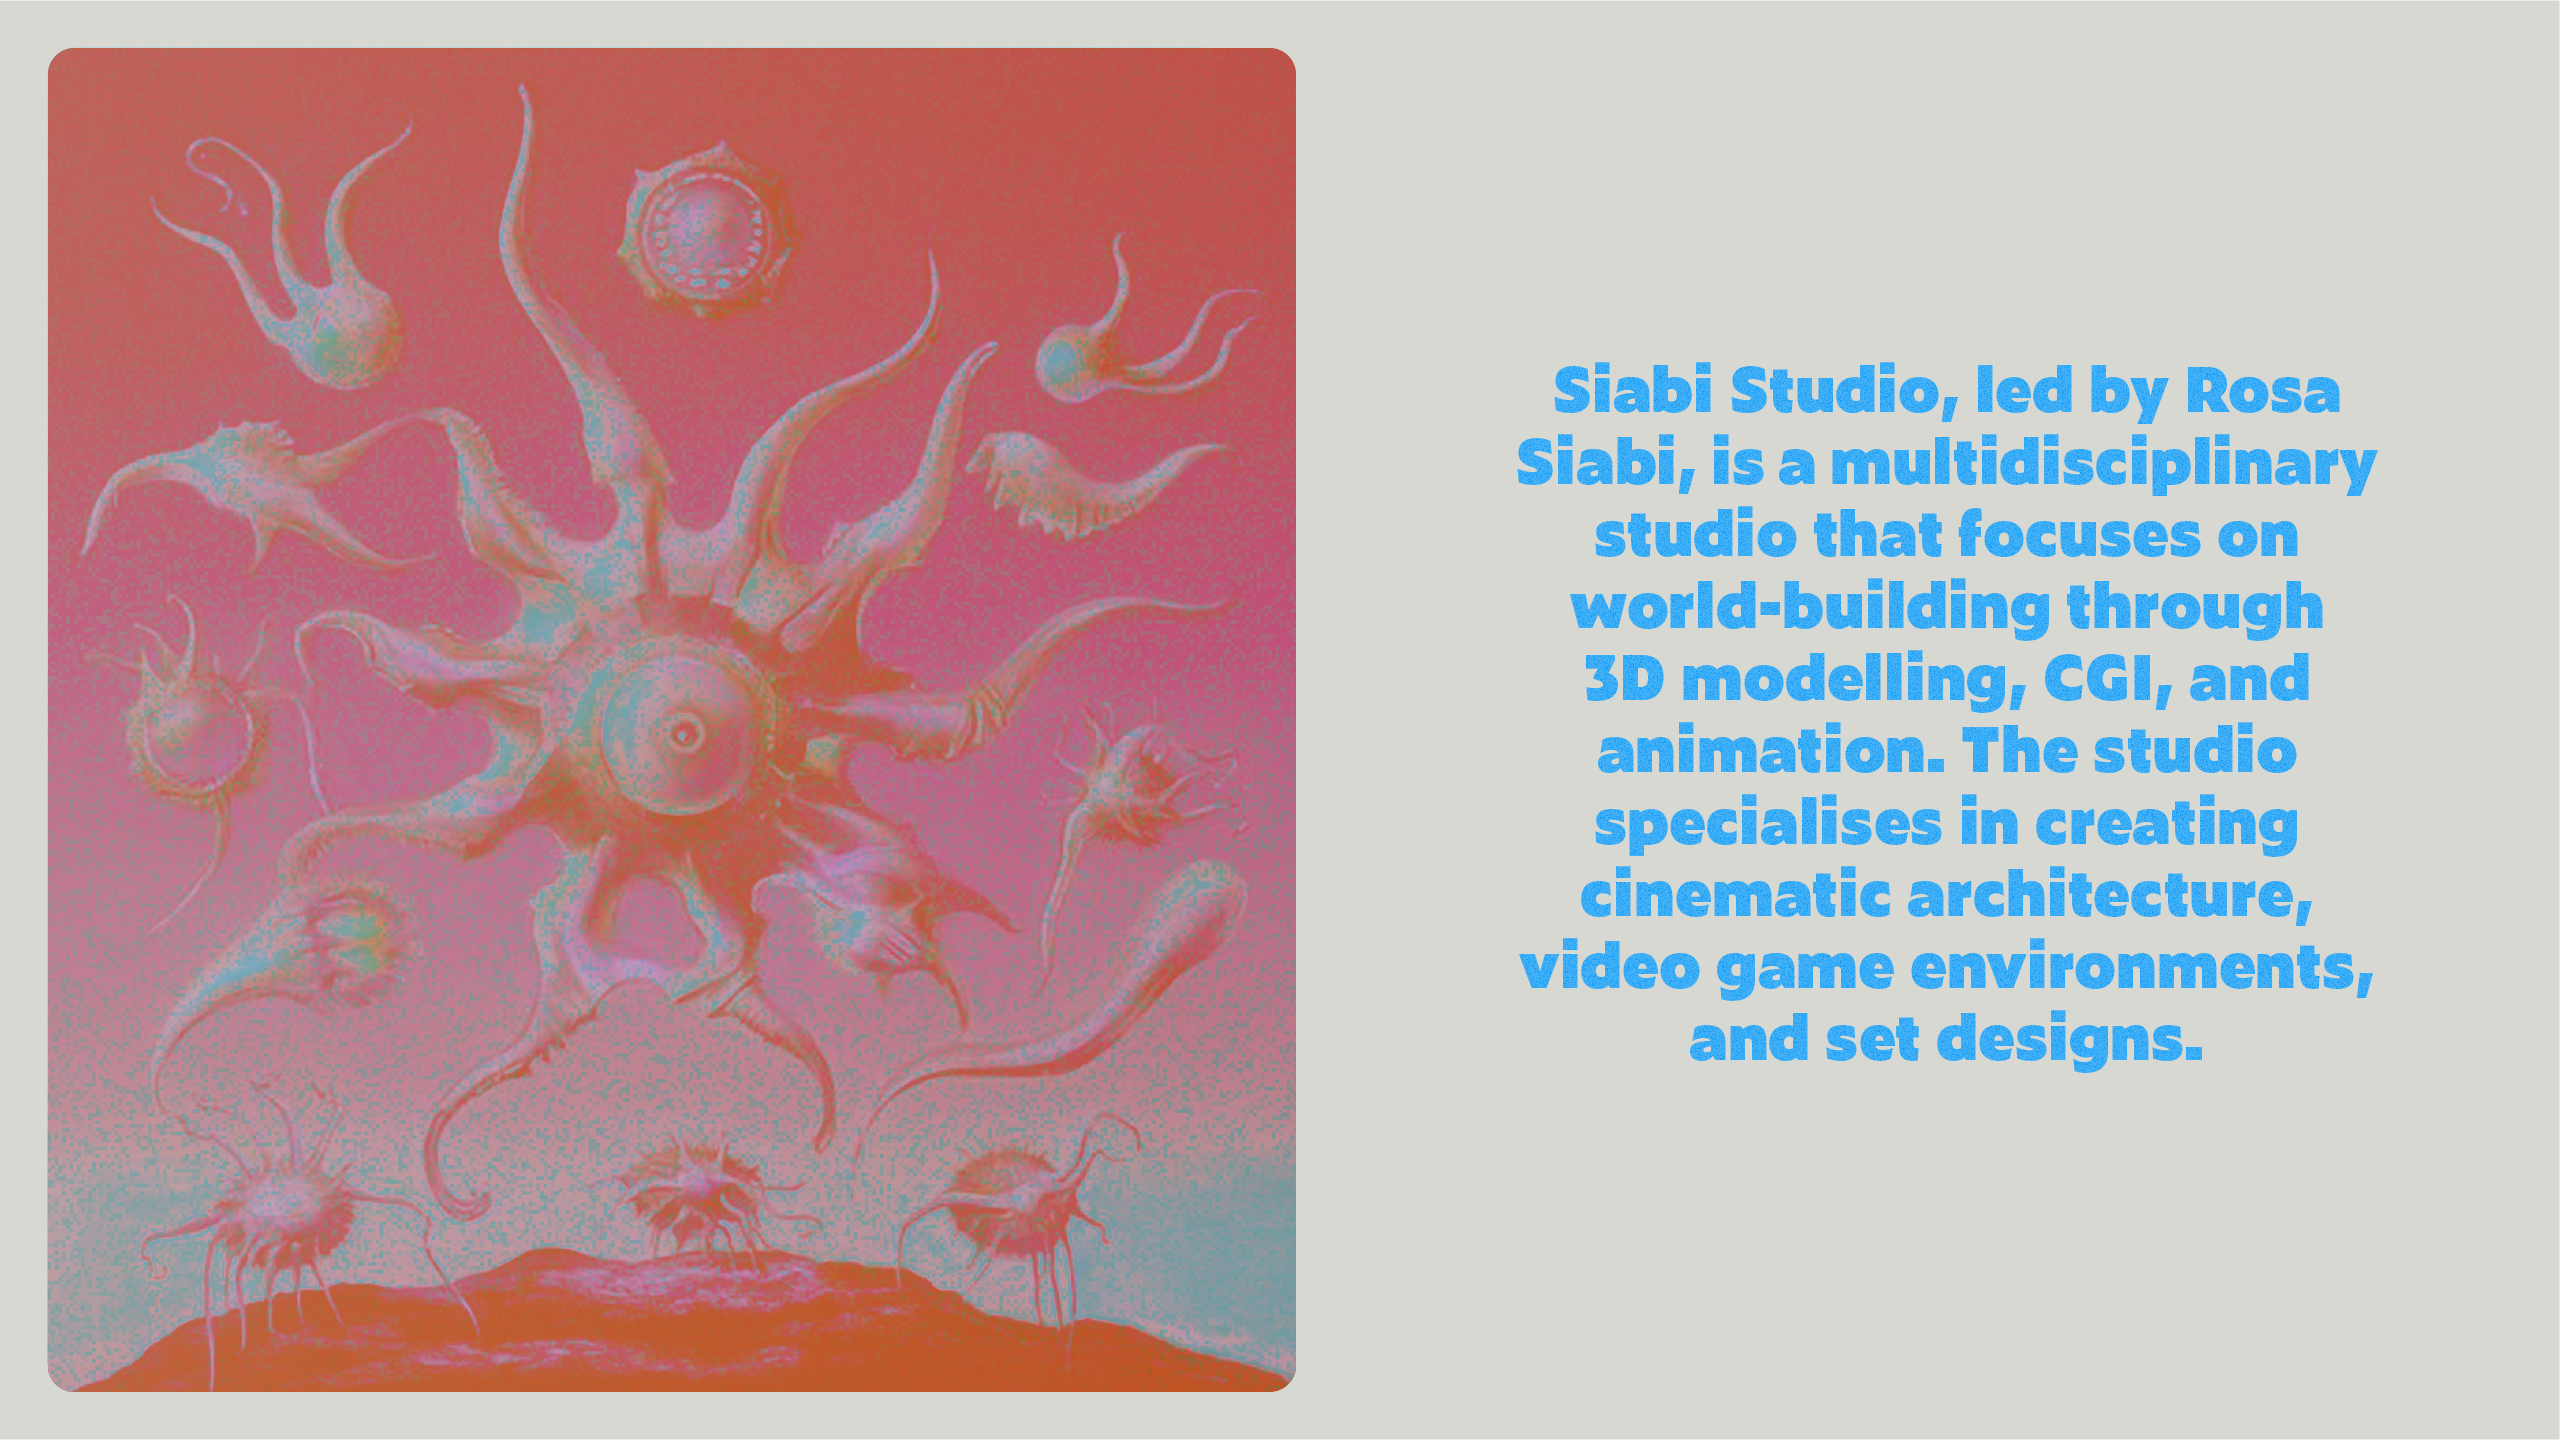 Siabi Studio, led by Rosa
Siabi, is a multidisciplinary
studio that focuses on
world-building through
3D modelling, CGI, and
animation. The studio
specialises in creating
cinematic architecture,
video game environments,
and set designs.